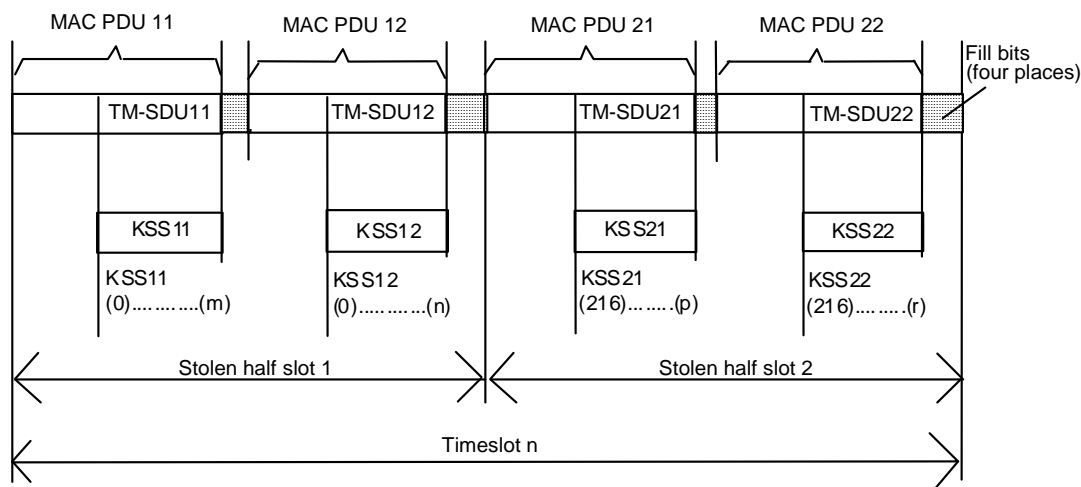 MAC PDU 11
MAC PDU 12
MAC PDU 21
MAC PDU 22
Fill bits
(four places)
TM-SDU11
TM-SDU12
TM-SDU21
TM-SDU22
KSS11
KSS12
KSS21
KSS22
KSS11
(0)...........(m)
KSS12
(0)...........(n)
KSS21
(216)........(p)
KSS22
(216).........(r)
Stolen half slot 1
Stolen half slot 2
Timeslot n